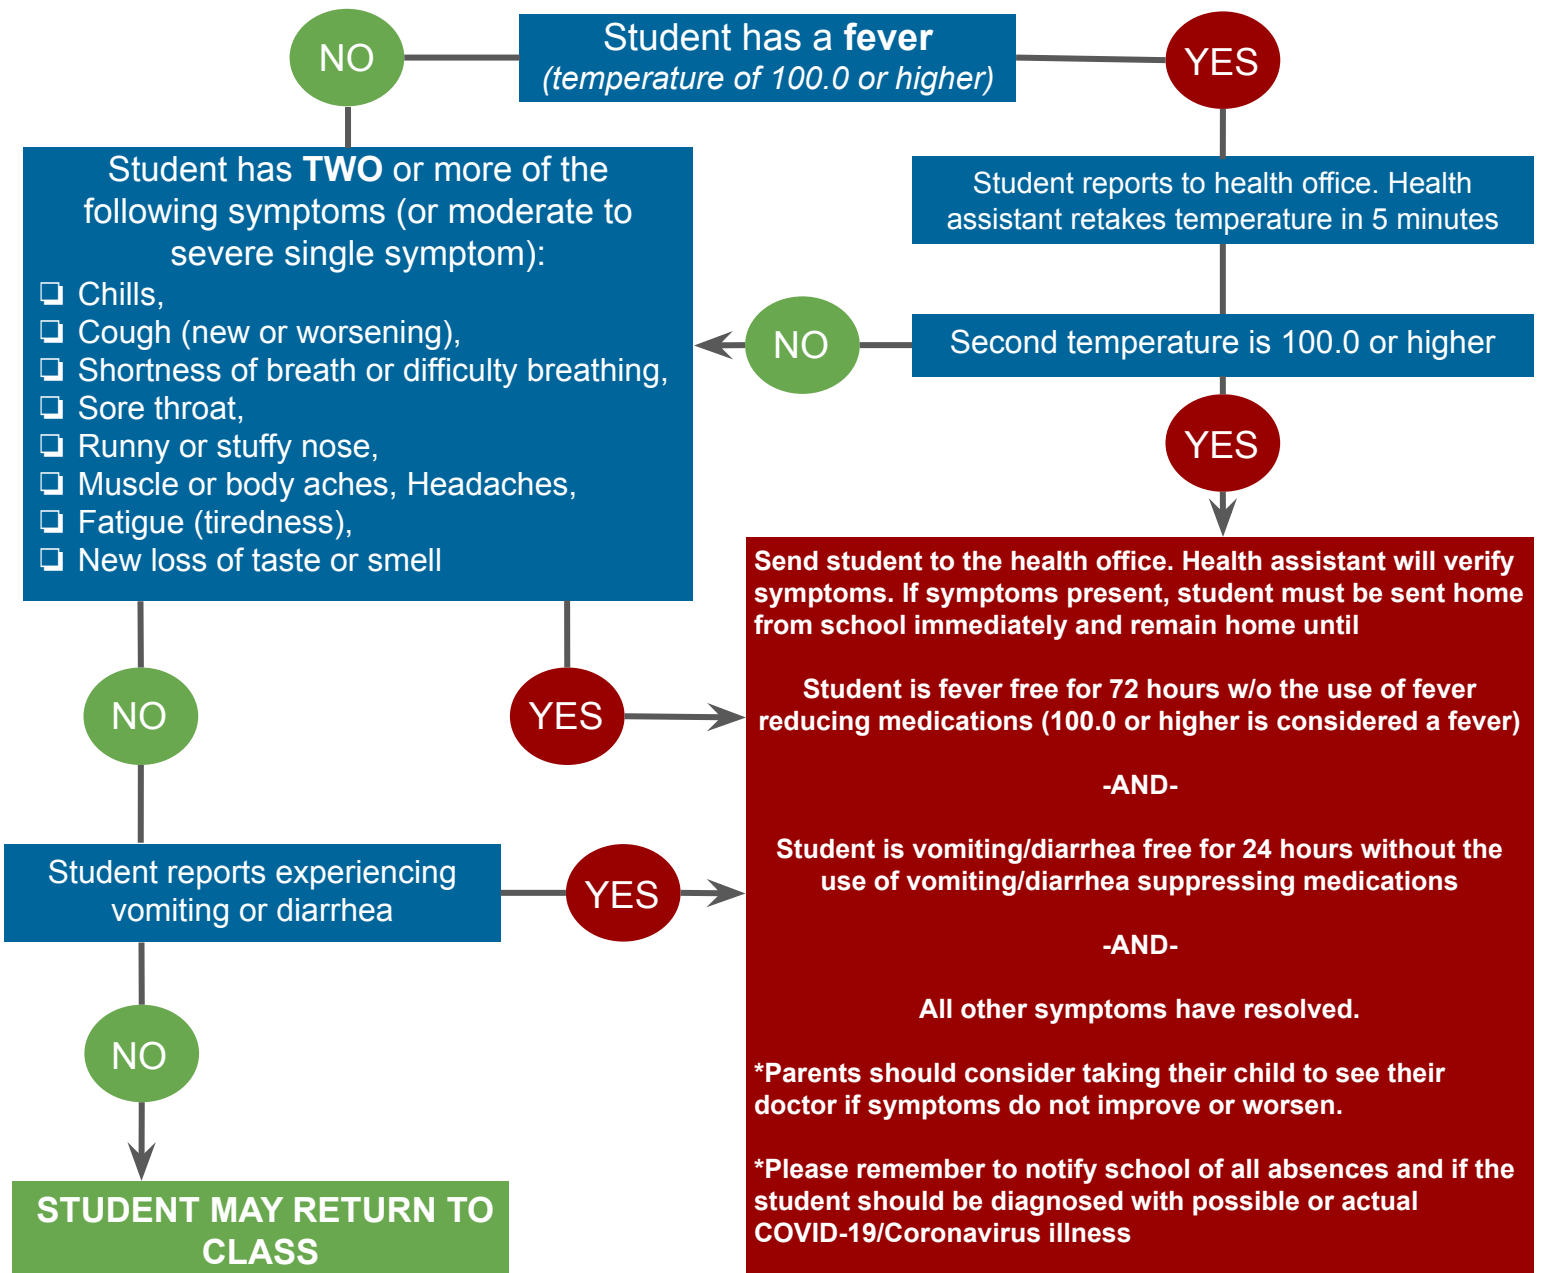 Student has a fever
(temperature of 100.0 or higher)
NO
YES
Student has TWO or more of the
following symptoms (or moderate to
severe single symptom):
❏ Chills,
❏ Cough (new or worsening),
❏ Shortness of breath or difficulty breathing,
❏ Sore throat,
❏ Runny or stuffy nose,
❏ Muscle or body aches, Headaches,
❏ Fatigue (tiredness),
❏ New loss of taste or smell
Student reports to health office. Health
assistant retakes temperature in 5 minutes
Second temperature is 100.0 or higher
NO
YES
NO
YES
Student reports experiencing
vomiting or diarrhea
YES
NO
STUDENT MAY RETURN TO
CLASS
Send student to the health office. Health assistant will verify
symptoms. If symptoms present, student must be sent home
from school immediately and remain home until
Student is fever free for 72 hours w/o the use of fever
reducing medications (100.0 or higher is considered a fever)
-AND-
Student is vomiting/diarrhea free for 24 hours without the
use of vomiting/diarrhea suppressing medications
-AND-
All other symptoms have resolved.
*Parents should consider taking their child to see their
doctor if symptoms do not improve or worsen.
*Please remember to notify school of all absences and if the
student should be diagnosed with possible or actual
COVID-19/Coronavirus illness